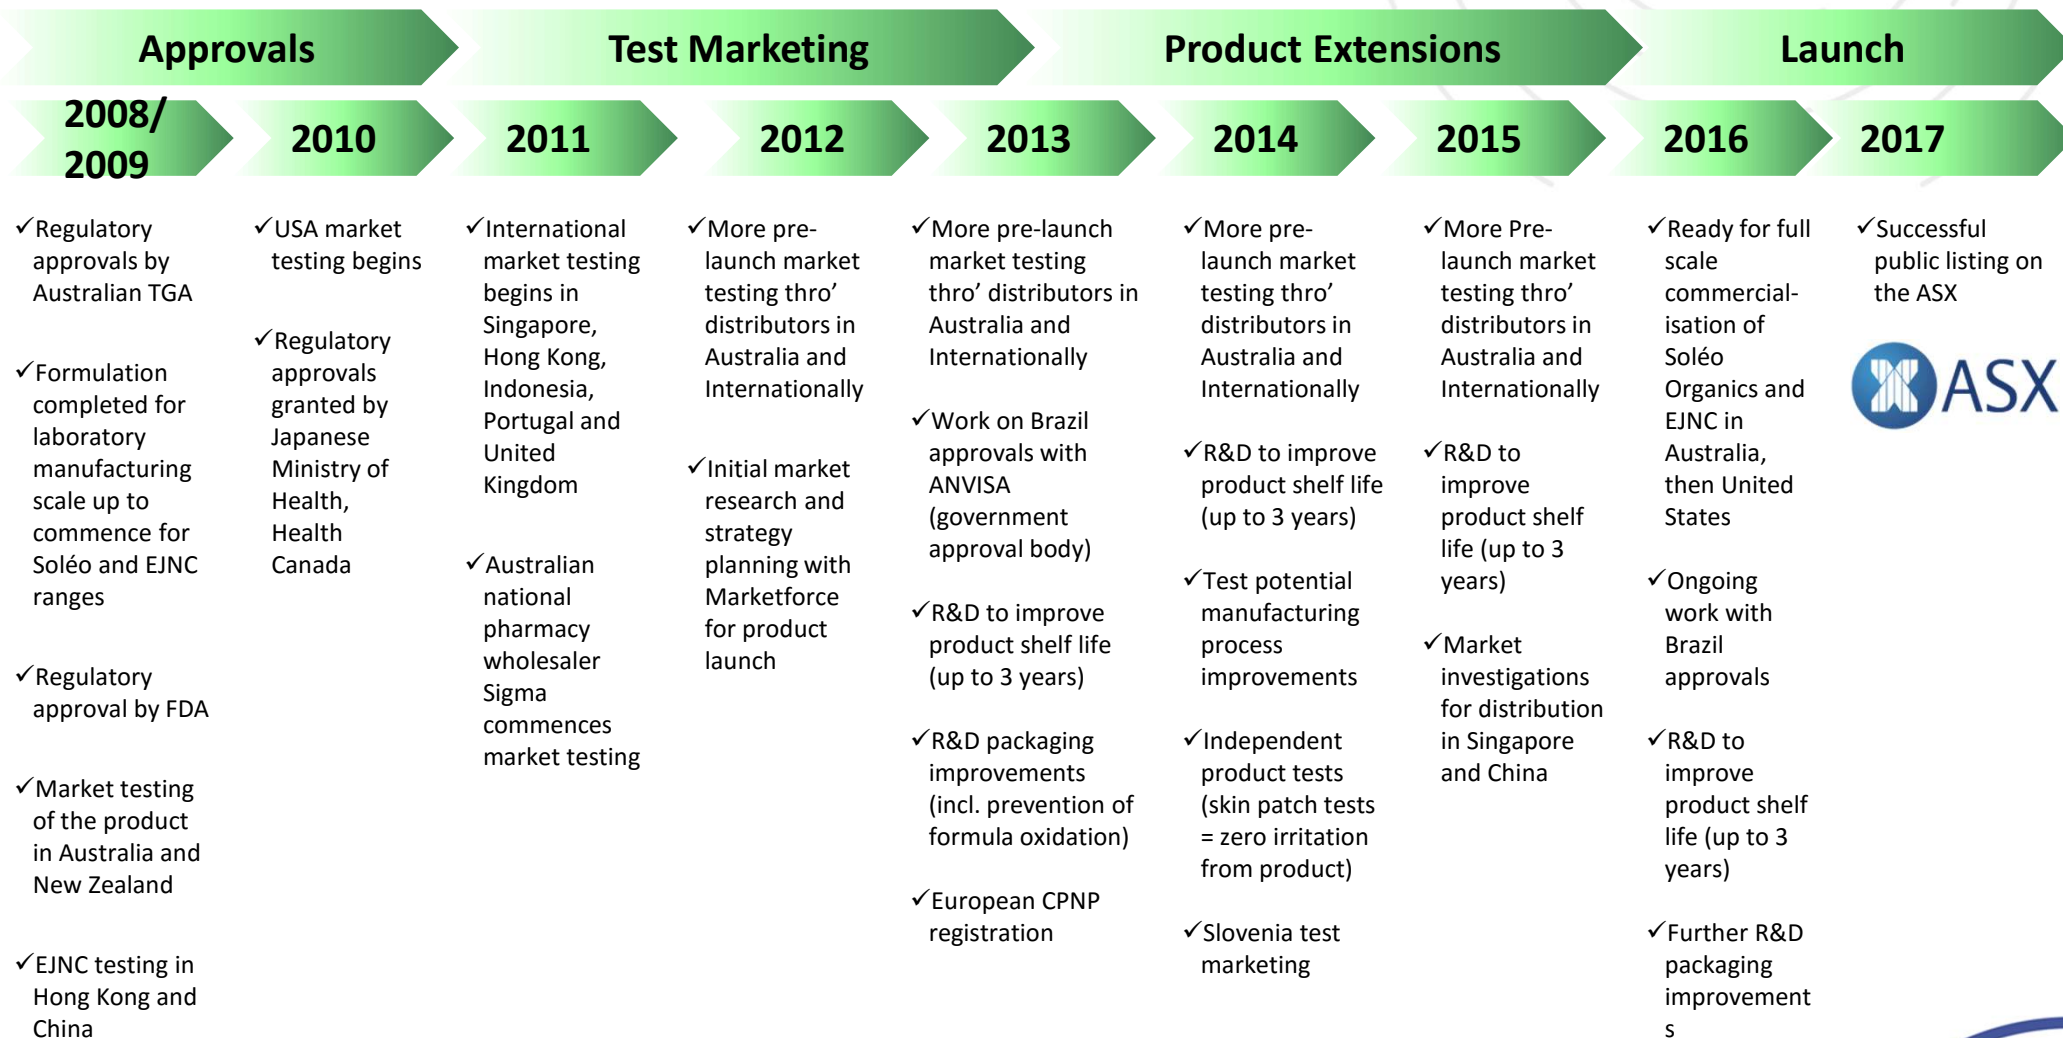 Approvals
Test Marketing
Product Extensions
Launch
2008/
2009
2010
2011
2012
2013
2014
2015
2016
2017
✓Regulatory
approvals by
Australian TGA
✓Formulation
completed for
laboratory
manufacturing
scale up to
commence for
Soléo and EJNC
ranges
✓Regulatory
approval by FDA
✓Market testing
of the product
in Australia and
New Zealand
✓EJNC testing in
Hong Kong and
China
✓USA market
testing begins
✓Regulatory
approvals
granted by
Japanese
Ministry of
Health,
Health
Canada
✓International
market testing
begins in
Singapore,
Hong Kong,
Indonesia,
Portugal and
United
Kingdom
✓Australian
national
pharmacy
wholesaler
Sigma
commences
market testing
✓More pre-
launch market
testing thro’
distributors in
Australia and
Internationally
✓Initial market
research and
strategy
planning with
Marketforce
for product
launch
✓More pre-launch
market testing
thro’ distributors in
Australia and
Internationally
✓Work on Brazil
approvals with
ANVISA
(government
approval body)
✓R&D to improve
product shelf life
(up to 3 years)
✓R&D packaging
improvements
(incl. prevention of
formula oxidation)
✓European CPNP
registration
✓More pre-
launch market
testing thro’
distributors in
Australia and
Internationally
✓R&D to improve
product shelf life
(up to 3 years)
✓Test potential
manufacturing
process
improvements
✓Independent
product tests
(skin patch tests
= zero irritation
from product)
✓Slovenia test
marketing
✓More Pre-
launch market
testing thro’
distributors in
Australia and
Internationally
✓R&D to
improve
product shelf
life (up to 3
years)
✓Market
investigations
for distribution
in Singapore
and China
✓Ready for full
scale
commercial-
isation of
Soléo
Organics and
EJNC in
Australia,
then United
States
✓Ongoing
work with
Brazil
approvals
✓R&D to
improve
product shelf
life (up to 3
years)
✓Further R&D
packaging
improvement
s
✓Successful
public listing on
the ASX
ASX